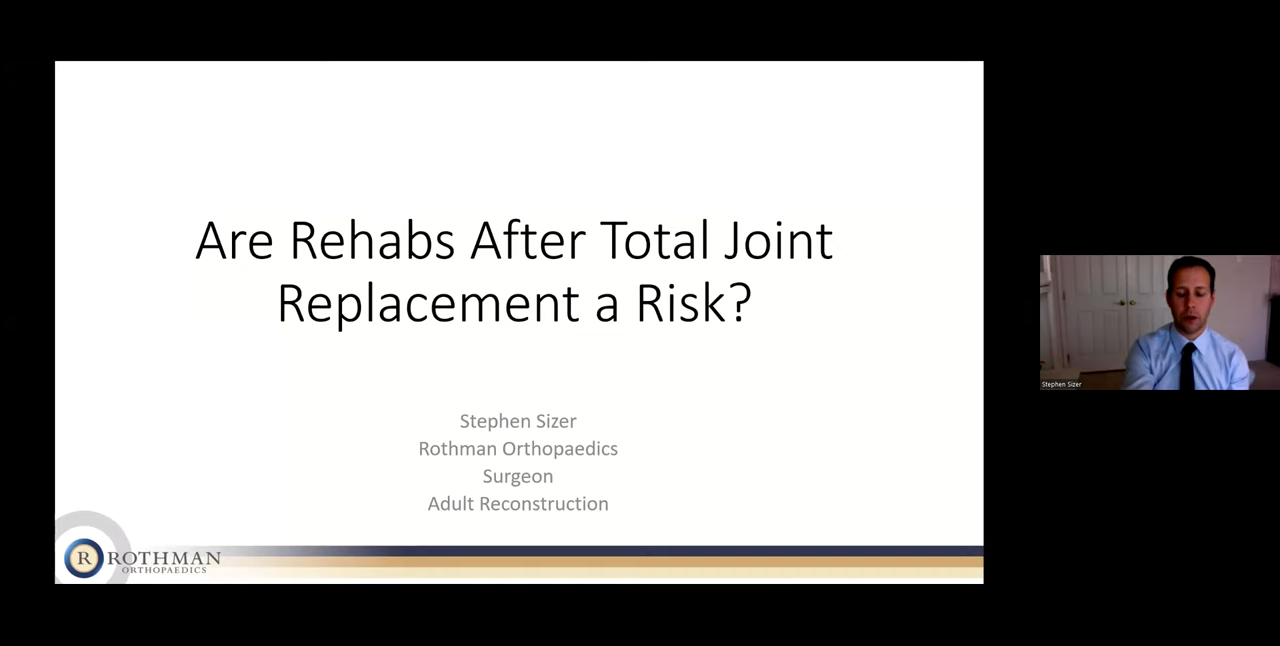 Are Rehabs After Total Joint
Replacement a Risk?
Stephen Sizer
Rothman Orthopaedics
Surgeon
Adult Reconstruction
R ROTHMAN
ORTHOPAEDICS
Stephen Sizer